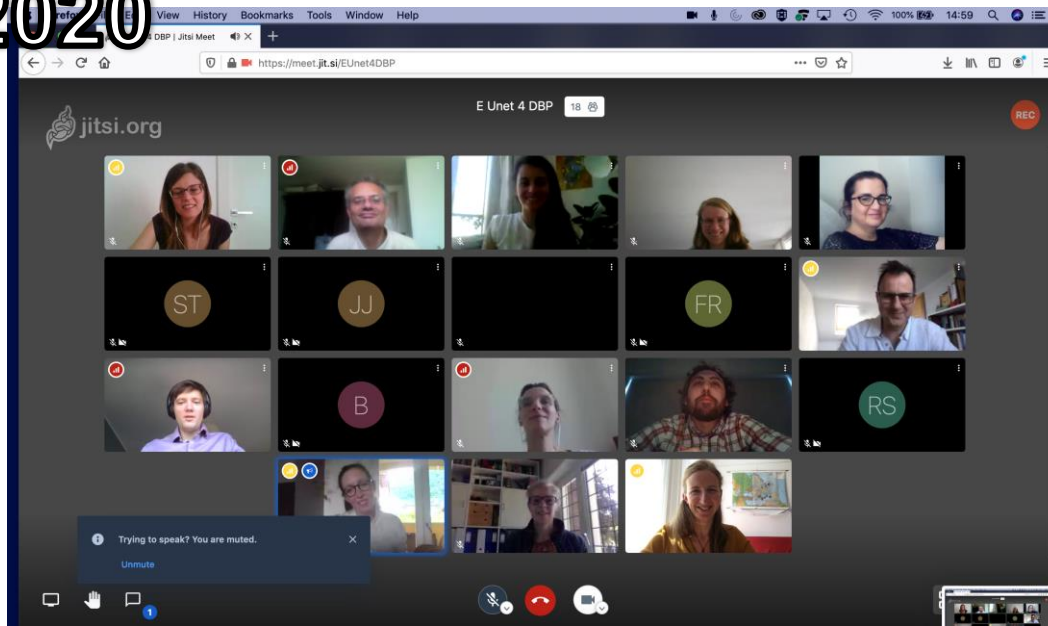 2020
View History Bookmarks Tools Window Help
100% 14:59
DBP | Jitsi Meet
https://meet.jit.si/EUnet4DBP
jitsi.org
E Unet 4 DBP 18
REC
ST
JJ
FR
B
RS
Trying to speak? You are muted.
Unmute
1